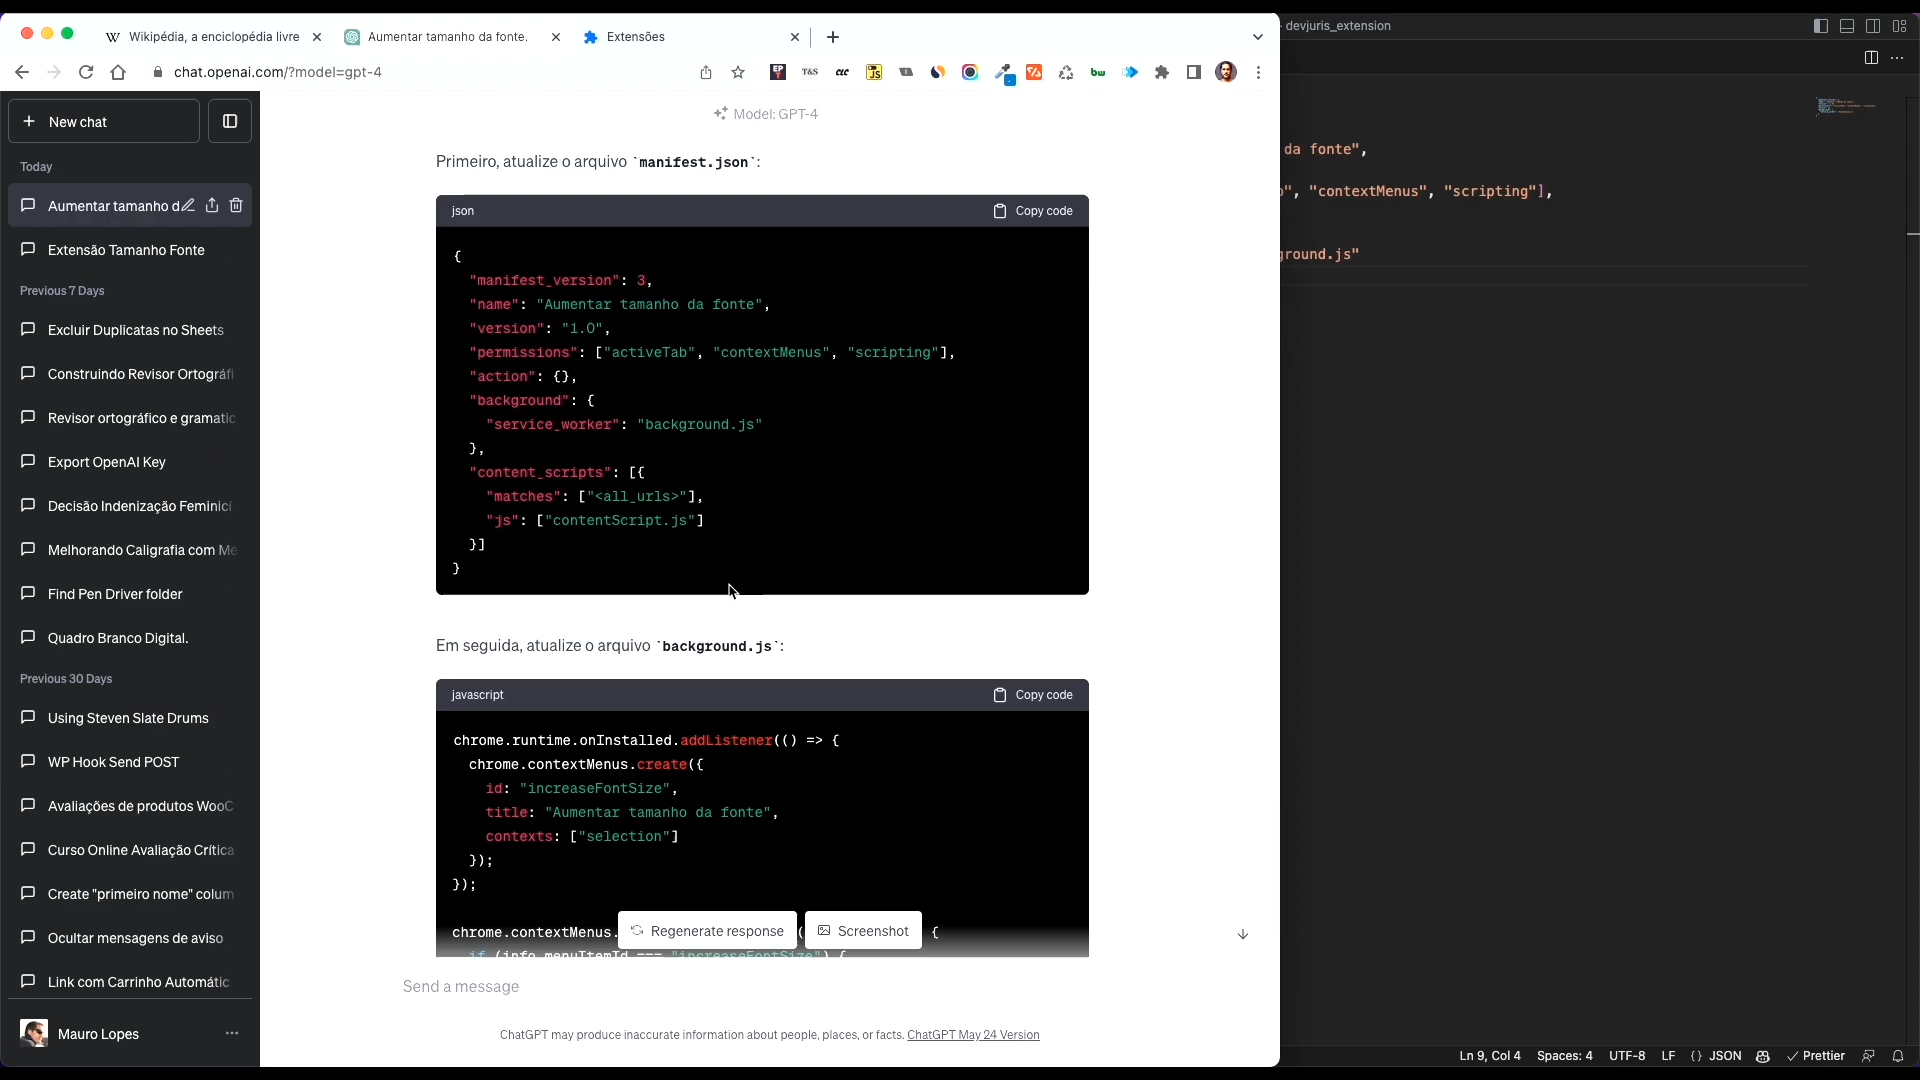 devjuris_extension
Wikipédia, a enciclopédia livre
Aumentar tamanho da fonte.
Extensões
chat.openai.com/?model=gpt-4
New chat
Today
Aumentar tamanho d
Extensão Tamanho Fonte
Previous 7 Days
Excluir Duplicatas no Sheets
Construindo Revisor Ortográfi
Revisor ortográfico e gramatic
Export OpenAI Key
Decisão Indenização Feminicí
Melhorando Caligrafia com Me
Find Pen Driver folder
Quadro Branco Digital.
Previous 30 Days
Using Steven Slate Drums
WP Hook Send POST
Avaliações de produtos WooC
Curso Online Avaliação Crítica
Create "primeiro nome" colum
Ocultar mensagens de aviso
Link com Carrinho Automátic
Mauro Lopes
Model: GPT-4
Primeiro, atualize o arquivo `manifest.json`:
json
Copy code
{
"manifest_version": 3,
"name": "Aumentar tamanho da fonte",
"version": "1.0",
"permissions": ["activeTab", "contextMenus", "scripting"],
"action": {},
"background": {
"service_worker": "background.js"
},
"content_scripts": [{
"matches": ["<all_urls>"],
"js": ["contentScript.js"]
}]
}
Em seguida, atualize o arquivo `background.js`:
javascript
Copy code
chrome.runtime.onInstalled.addListener(() => {
chrome.contextMenus.create({
id: "increaseFontSize",
title: "Aumentar tamanho da fonte",
contexts: ["selection"]
});
});
chrome.contextMenus. ( {
if (info.menuItemId === "increaseFontSize") {
Regenerate response
Screenshot
Send a message
ChatGPT may produce inaccurate information about people, places, or facts. ChatGPT May 24 Version
da fonte",
", "contextMenus", "scripting"],
ground.js"
Ln 9, Col 4
Spaces: 4
UTF-8
LF
{} JSON
Prettier